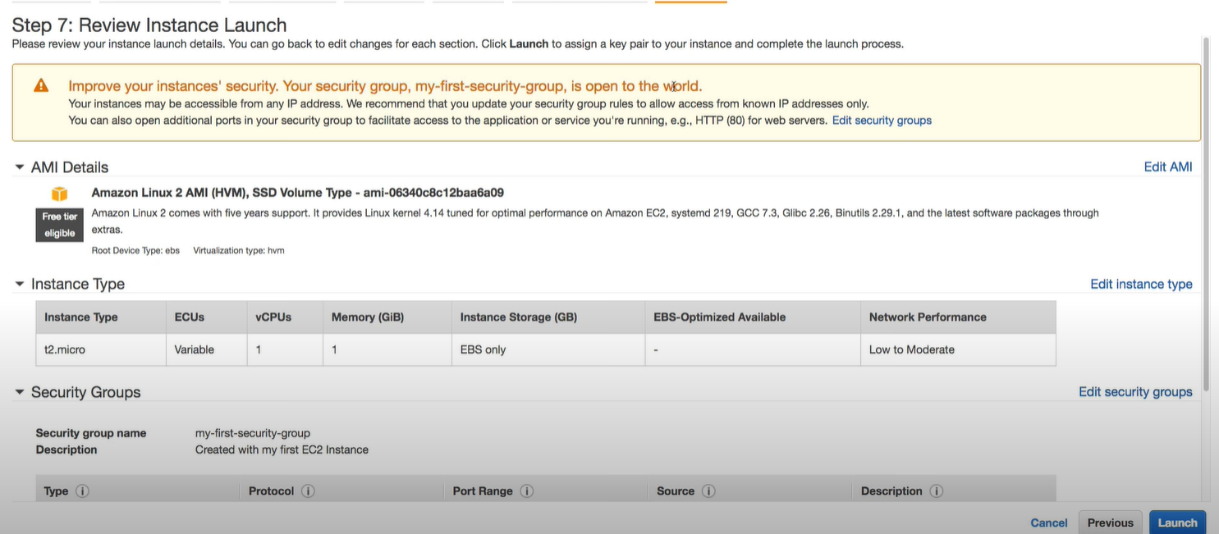 Step 7: Review Instance Launch
Please review your instance launch details. You can go back to edit changes for each section. Click Launch to assign a key pair to your instance and complete the launch process.
Improve your instances' security. Your security group, my-first-security-group, is open to the world.
Your instances may be accessible from any IP address. We recommend that you update your security group rules to allow access from known IP addresses only.
You can also open additional ports in your security group to facilitate access to the application or service you're running, e.g., HTTP (80) for web servers. Edit security groups
AMI Details
Edit AMI
Amazon Linux 2 AMI (HVM), SSD Volume Type - ami-06340c8c12baa6a09
Free tier
eligible
Amazon Linux 2 comes with five years support. It provides Linux kernel 4.14 tuned for optimal performance on Amazon EC2, systemd 219, GCC 7.3, Glibc 2.26, Binutils 2.29.1, and the latest software packages through
extras.
Root Device Type: ebs Virtualization type: hvm
Instance Type
Edit instance type
Instance Type ECUs vCPUs Memory (GiB) Instance Storage (GB) EBS-Optimized Available Network Performance
t2.micro Variable 1 1 EBS only - Low to Moderate
Security Groups
Edit security groups
Security group name my-first-security-group
Description Created with my first EC2 Instance
Type Protocol Port Range Source Description
Cancel Previous Launch